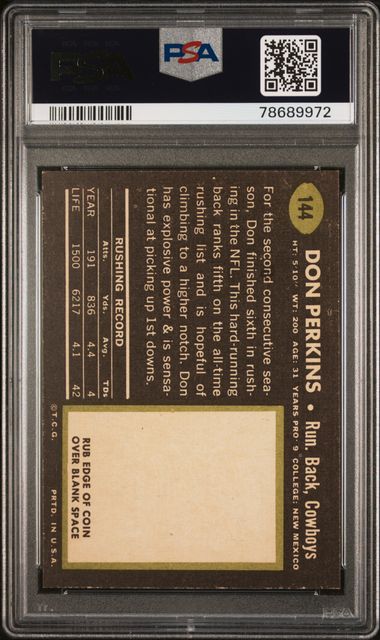 PSA
PSA
78689972
144
DON PERKINS • Run. Back, Cowboys
HT: 5-10" WT: 200 AGE: 31 YEARS PRO: 9 COLLEGE: NEW MEXICO
For the second consecutive sea-
son, Don finished sixth in rush-
ing in the NFL. This hard-running
back ranks fifth on the all-time
rushing list and is hopeful of
climbing to a higher notch. Don
has explosive power & is sensa-
tional at picking up 1st downs.
RUSHING RECORD
Atts. Yds. Avg. TDs
YEAR 191 836 4.4 4
LIFE 1500 6217 4.1 42
RUB EDGE OF COIN
OVER BLANK SPACE
©T.C.G. PRTD. IN U.S.A.
PSA